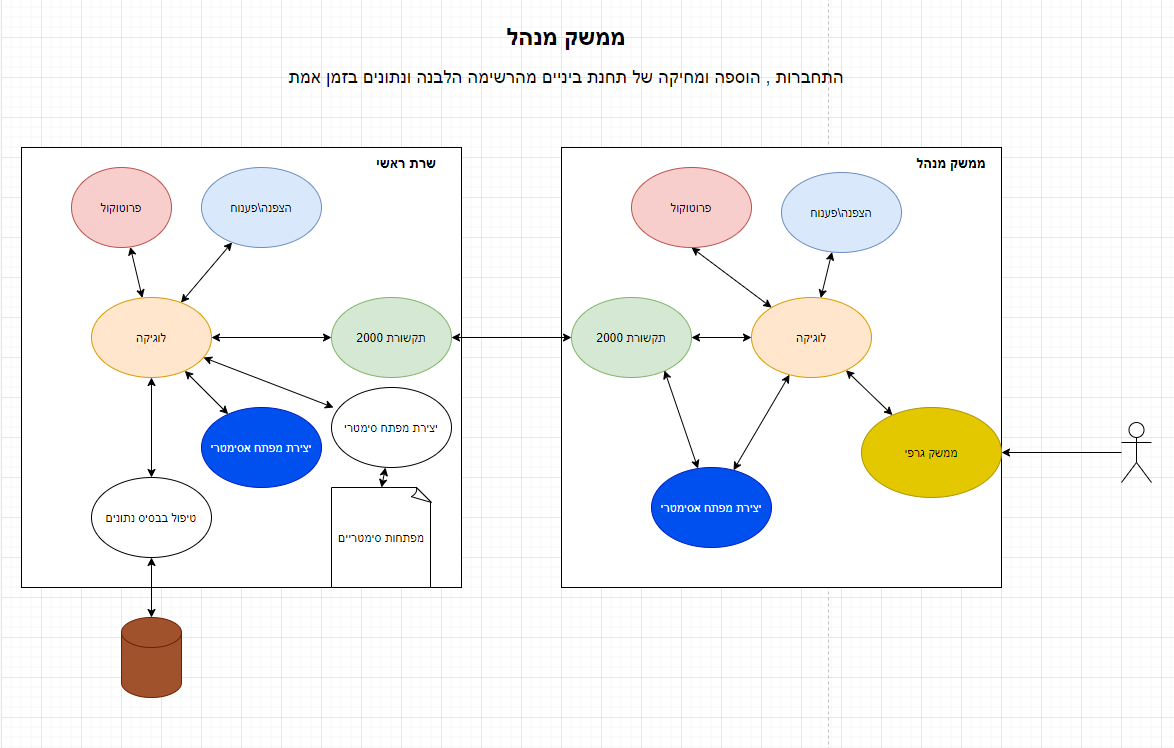 ממשק מנהל
התחברות , הוספה ומחיקה של תחנת ביניים מהרשימה הלבנה ונתונים בזמן אמת
ממשק מנהל
הצפנה\פענוח
פרוטוקול
לוגיקה
תקשורת 2000
ממשק גרפי
יצירת מפתח אסימטרי
שרת ראשי
הצפנה\פענוח
פרוטוקול
תקשורת 2000
לוגיקה
יצירת מפתח סימטרי
יצירת מפתח אסימטרי
טיפול בבסיס נתונים
מפתחות סימטריים